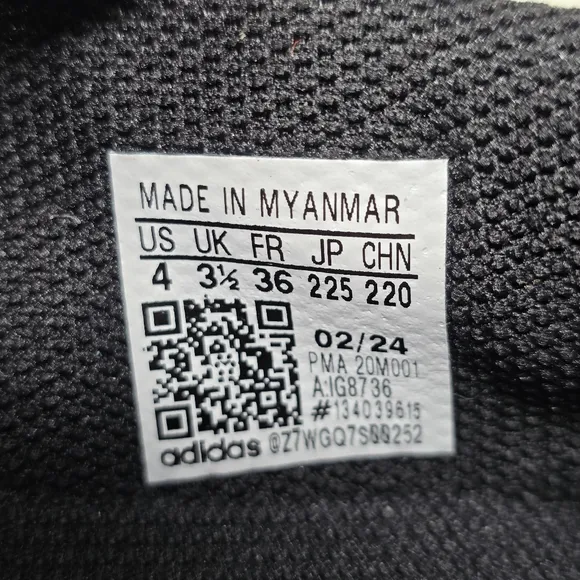 MADE IN MYANMAR
US UK FR JP CHN
4 3½ 36 225 220
02/24
PMA 20M001
A:IG8736
#134039615
adidas